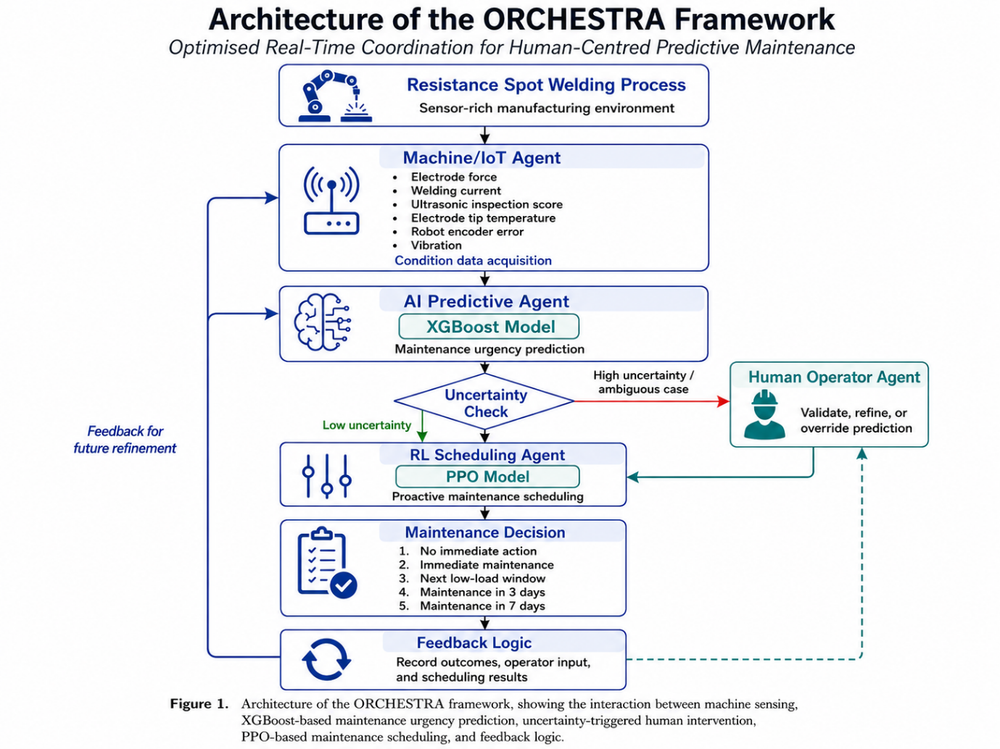 Architecture of the ORCHESTRA Framework
Optimised Real-Time Coordination for Human-Centred Predictive Maintenance
Resistance Spot Welding Process
Sensor-rich manufacturing environment
Machine/IoT Agent
• Electrode force
• Welding current
• Ultrasonic inspection score
• Electrode tip temperature
• Robot encoder error
• Vibration
Condition data acquisition
AI Predictive Agent
XGBoost Model
Maintenance urgency prediction
Uncertainty
Check
High uncertainty /
ambiguous case
Human Operator Agent
Validate, refine, or
override prediction
Low uncertainty
Feedback for
future refinement
RL Scheduling Agent
PPO Model
Proactive maintenance scheduling
Maintenance Decision
1. No immediate action
2. Immediate maintenance
3. Next low-load window
4. Maintenance in 3 days
5. Maintenance in 7 days
Feedback Logic
Record outcomes, operator input,
and scheduling results
Figure 1. Architecture of the ORCHESTRA framework, showing the interaction between machine sensing,
XGBoost-based maintenance urgency prediction, uncertainty-triggered human intervention,
PPO-based maintenance scheduling, and feedback logic.